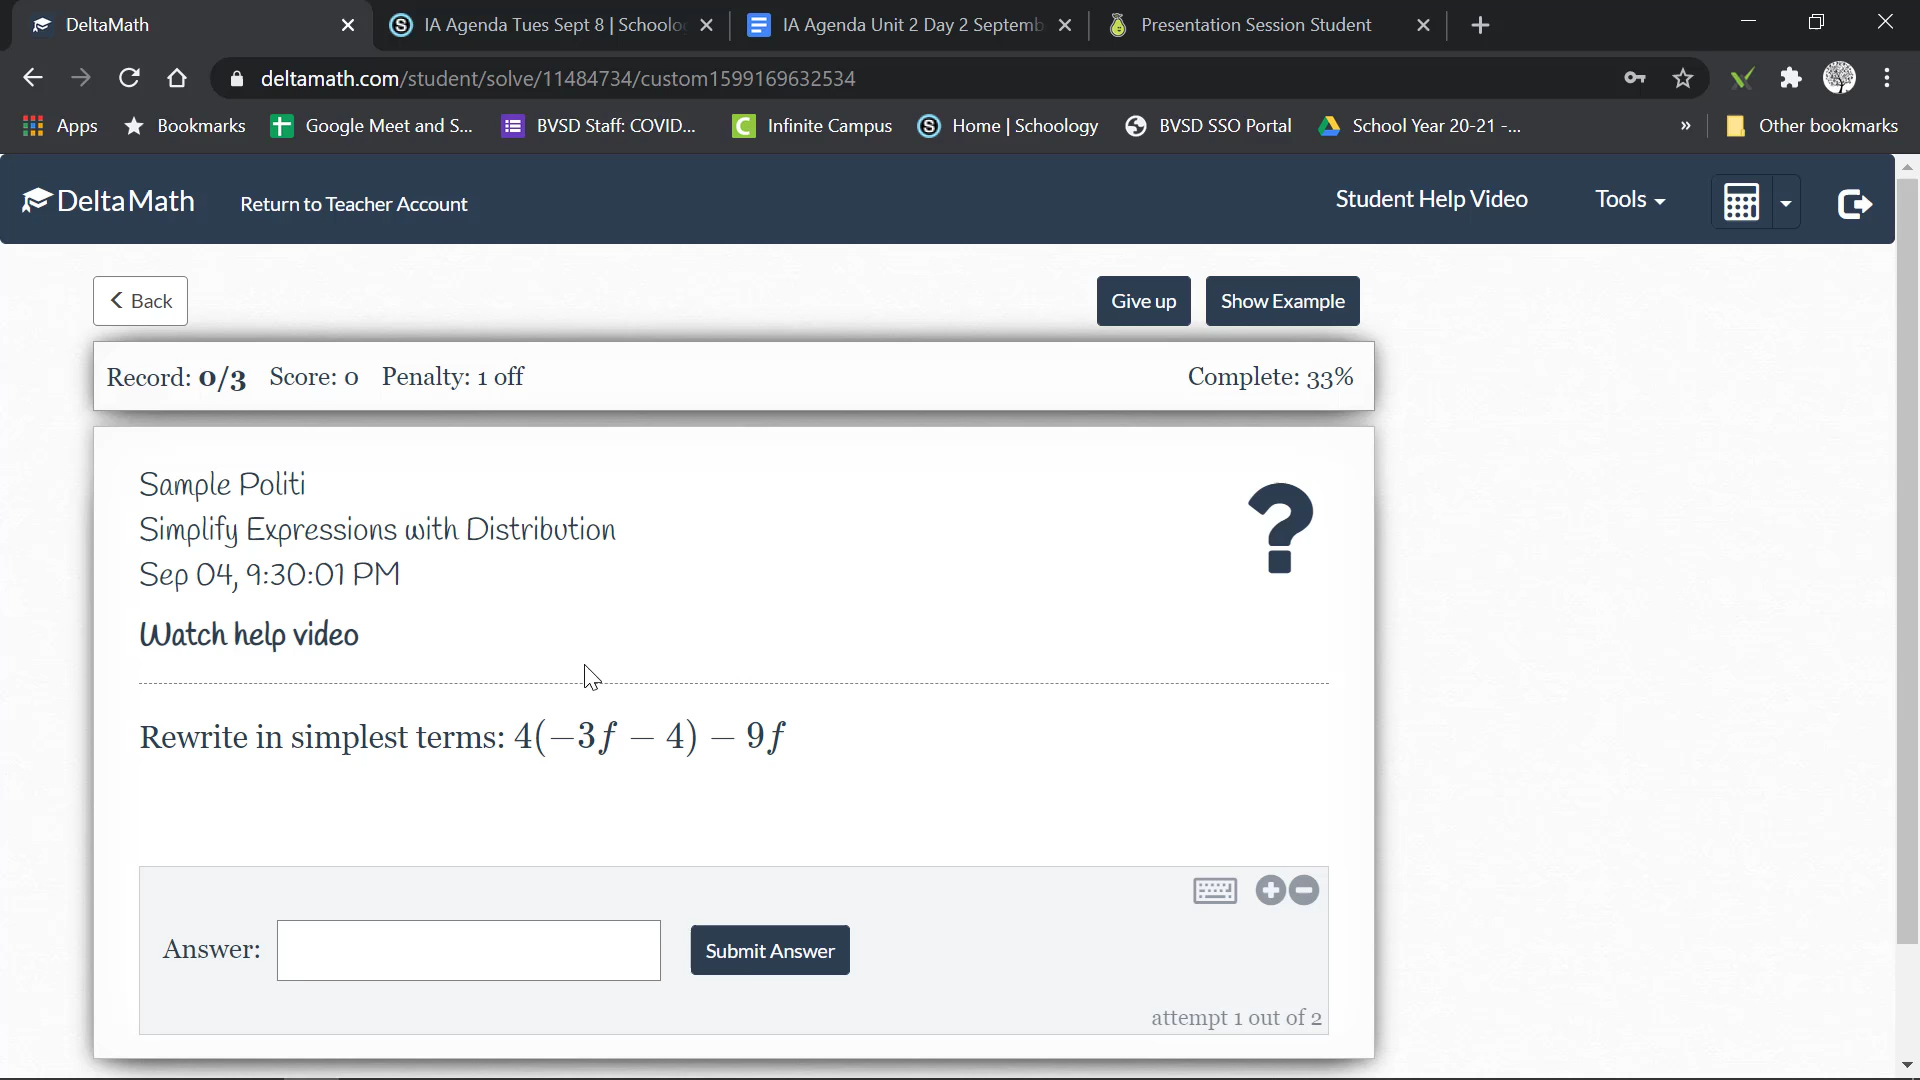 DeltaMath
IA Agenda Tues Sept 8 | Schoolo
IA Agenda Unit 2 Day 2 Septemb
Presentation Session Student
deltamath.com/student/solve/11484734/custom1599169632534
Apps
Bookmarks
Google Meet and S...
BVSD Staff: COVID...
Infinite Campus
Home | Schoology
BVSD SSO Portal
School Year 20-21 -...
»
Other bookmarks
DeltaMath
Return to Teacher Account
Student Help Video
Tools
Back
Give up
Show Example
Record: 0/3 Score: 0 Penalty: 1 off
Complete: 33%
Sample Politi
Simplify Expressions with Distribution
Sep 04, 9:30:01 PM
?
Watch help video
Rewrite in simplest terms: 4(−3f − 4) − 9f
Answer:
Submit Answer
attempt 1 out of 2